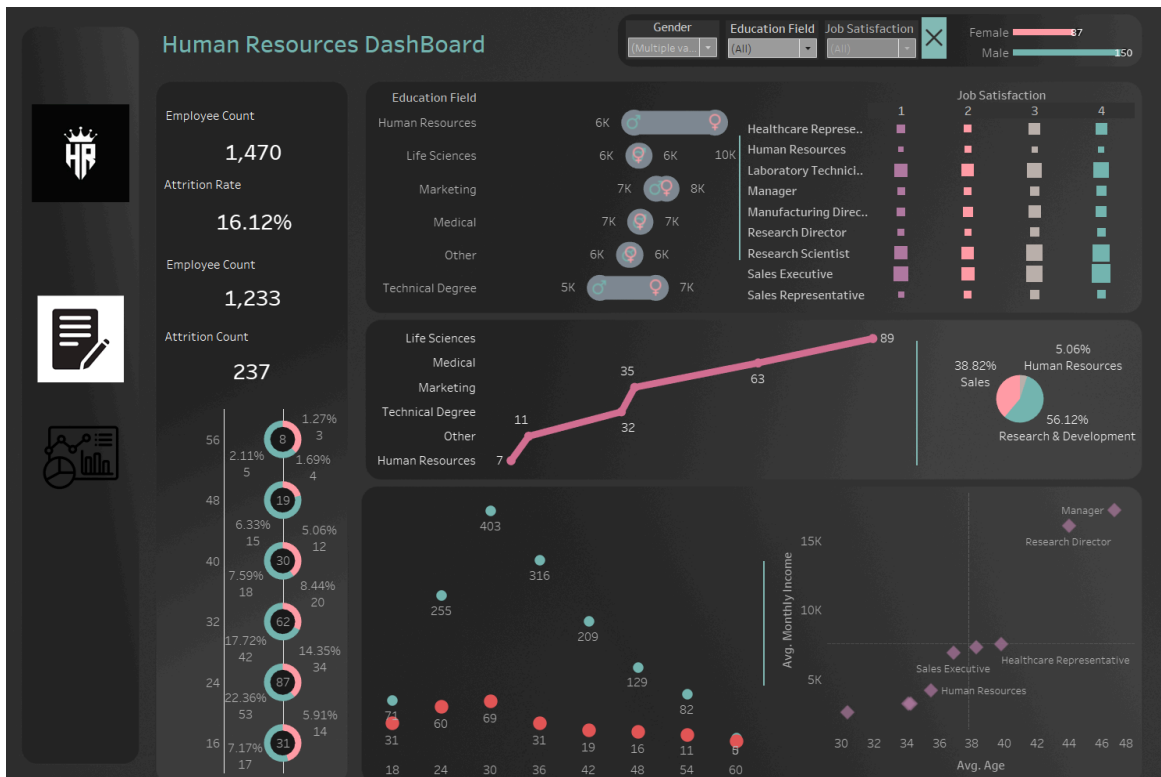 Human Resources DashBoard
Gender
Education Field
Job Satisfaction
(Multiple va...
(All)
(All)
Female 87
Male 150
HR
Employee Count
1,470
Attrition Rate
16.12%
Employee Count
1,233
Attrition Count
237
56 8 1.27% 3
2.11% 5 1.69% 4
48 19
6.33% 15 5.06% 12
40 30
7.59% 18 8.44% 20
32 62
17.72% 42 14.35% 34
24 87
22.36% 53 5.91% 14
16 31
7.17% 17
Education Field
Human Resources 6K 10K
Life Sciences 6K 6K
Marketing 7K 8K
Medical 7K 7K
Other 6K 6K
Technical Degree 5K 7K
Job Satisfaction
1 2 3 4
Healthcare Represe..
Human Resources
Laboratory Technici..
Manager
Manufacturing Direc..
Research Director
Research Scientist
Sales Executive
Sales Representative
Life Sciences 89
Medical 63
Marketing 35
Technical Degree 32
Other 11
Human Resources 7
5.06%
Human Resources
38.82%
Sales
56.12%
Research & Development
403
316
255
209
129
71 82
31 60 69 31 19 16 11
18 24 30 36 42 48 54 60
Avg. Monthly Income
15K
10K
5K
Manager
Research Director
Sales Executive
Healthcare Representative
Human Resources
30 32 34 36 38 40 42 44 46 48
Avg. Age